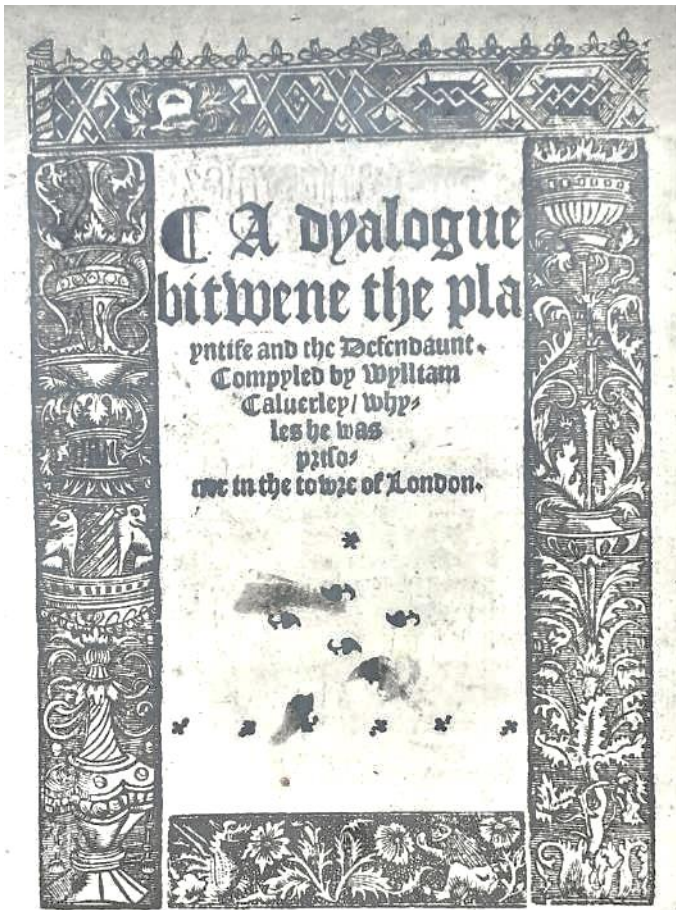 ❡ A dyalogue
bitwene the pla
yntife and the Defendaunt.
Compyled by Wylliam
Caluerley/ why⸗
les he was
priso⸗
ner in the towre of London.